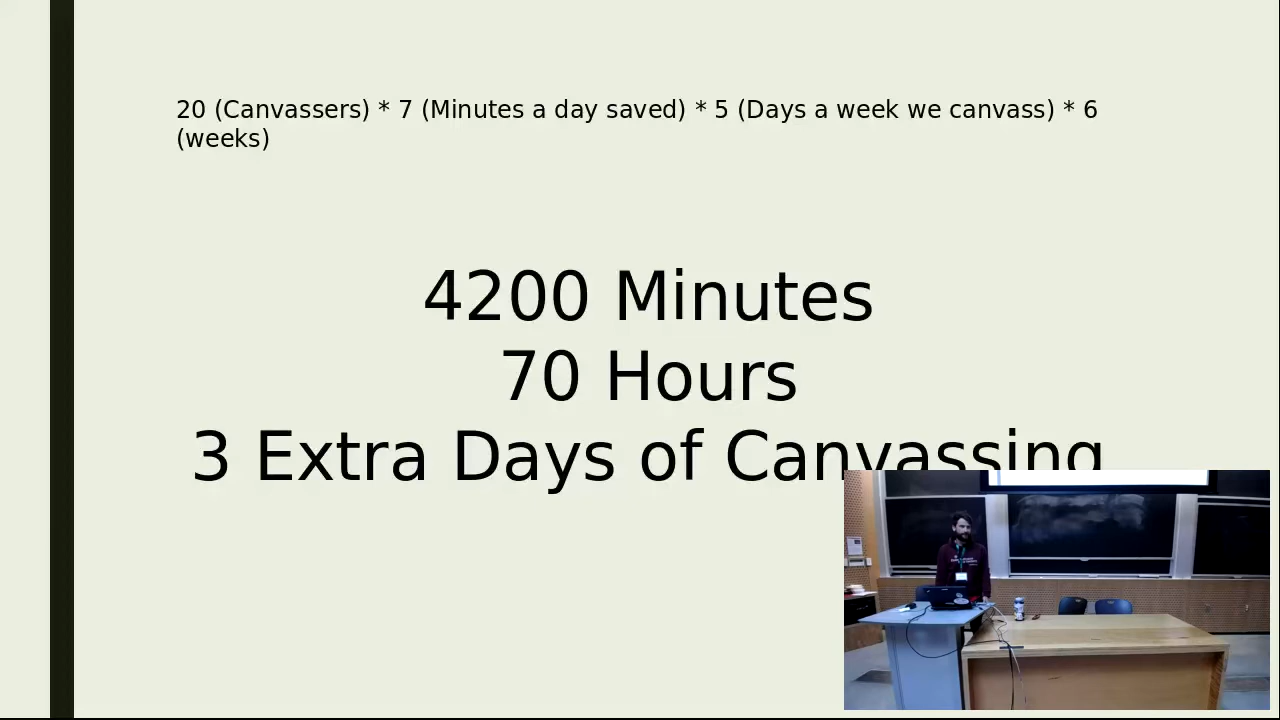 20 (Canvassers) * 7 (Minutes a day saved) * 5 (Days a week we canvass) * 6
(weeks)
4200 Minutes
70 Hours
3 Extra Days of Canvassing